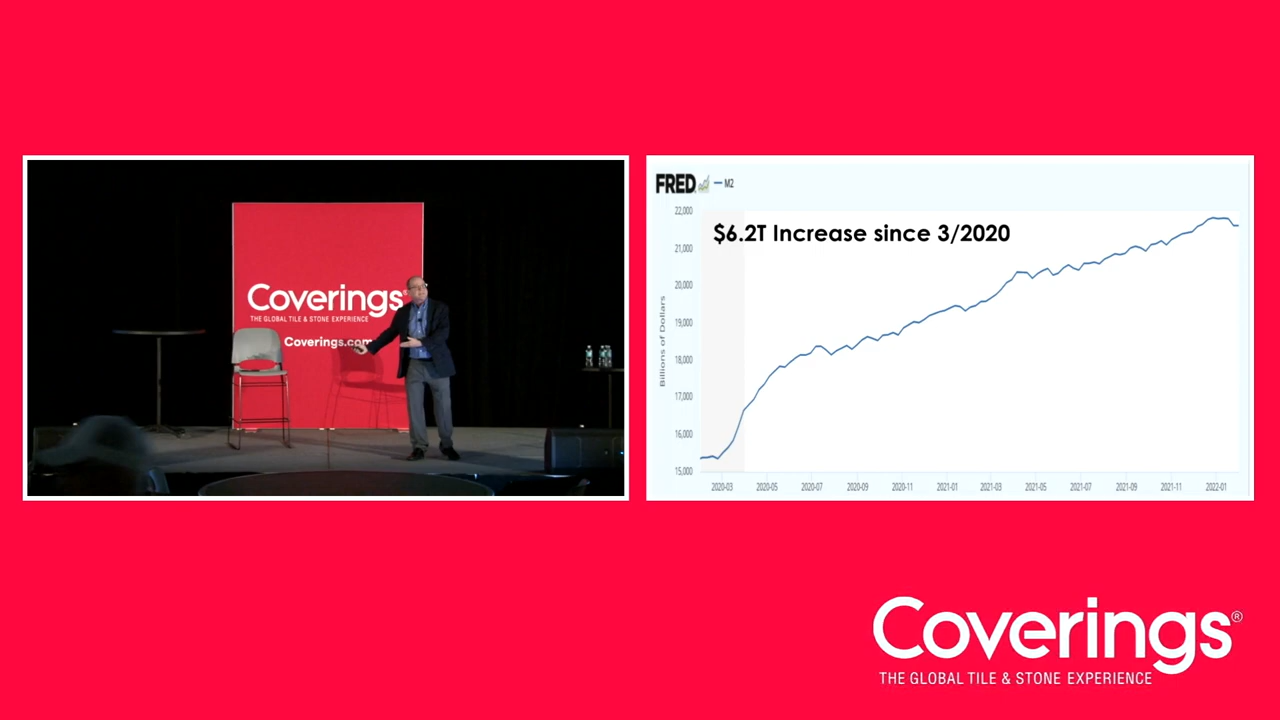 Coverings
THE GLOBAL TILE & STONE EXPERIENCE
Coverings.com
FRED
M2
$6.2T Increase since 3/2020
Billions of Dollars
22,000
21,000
20,000
19,000
18,000
17,000
16,000
15,000
2020-03 2020-05 2020-07 2020-09 2020-11 2021-01 2021-03 2021-05 2021-07 2021-09 2021-11 2022-01
Coverings®
THE GLOBAL TILE & STONE EXPERIENCE